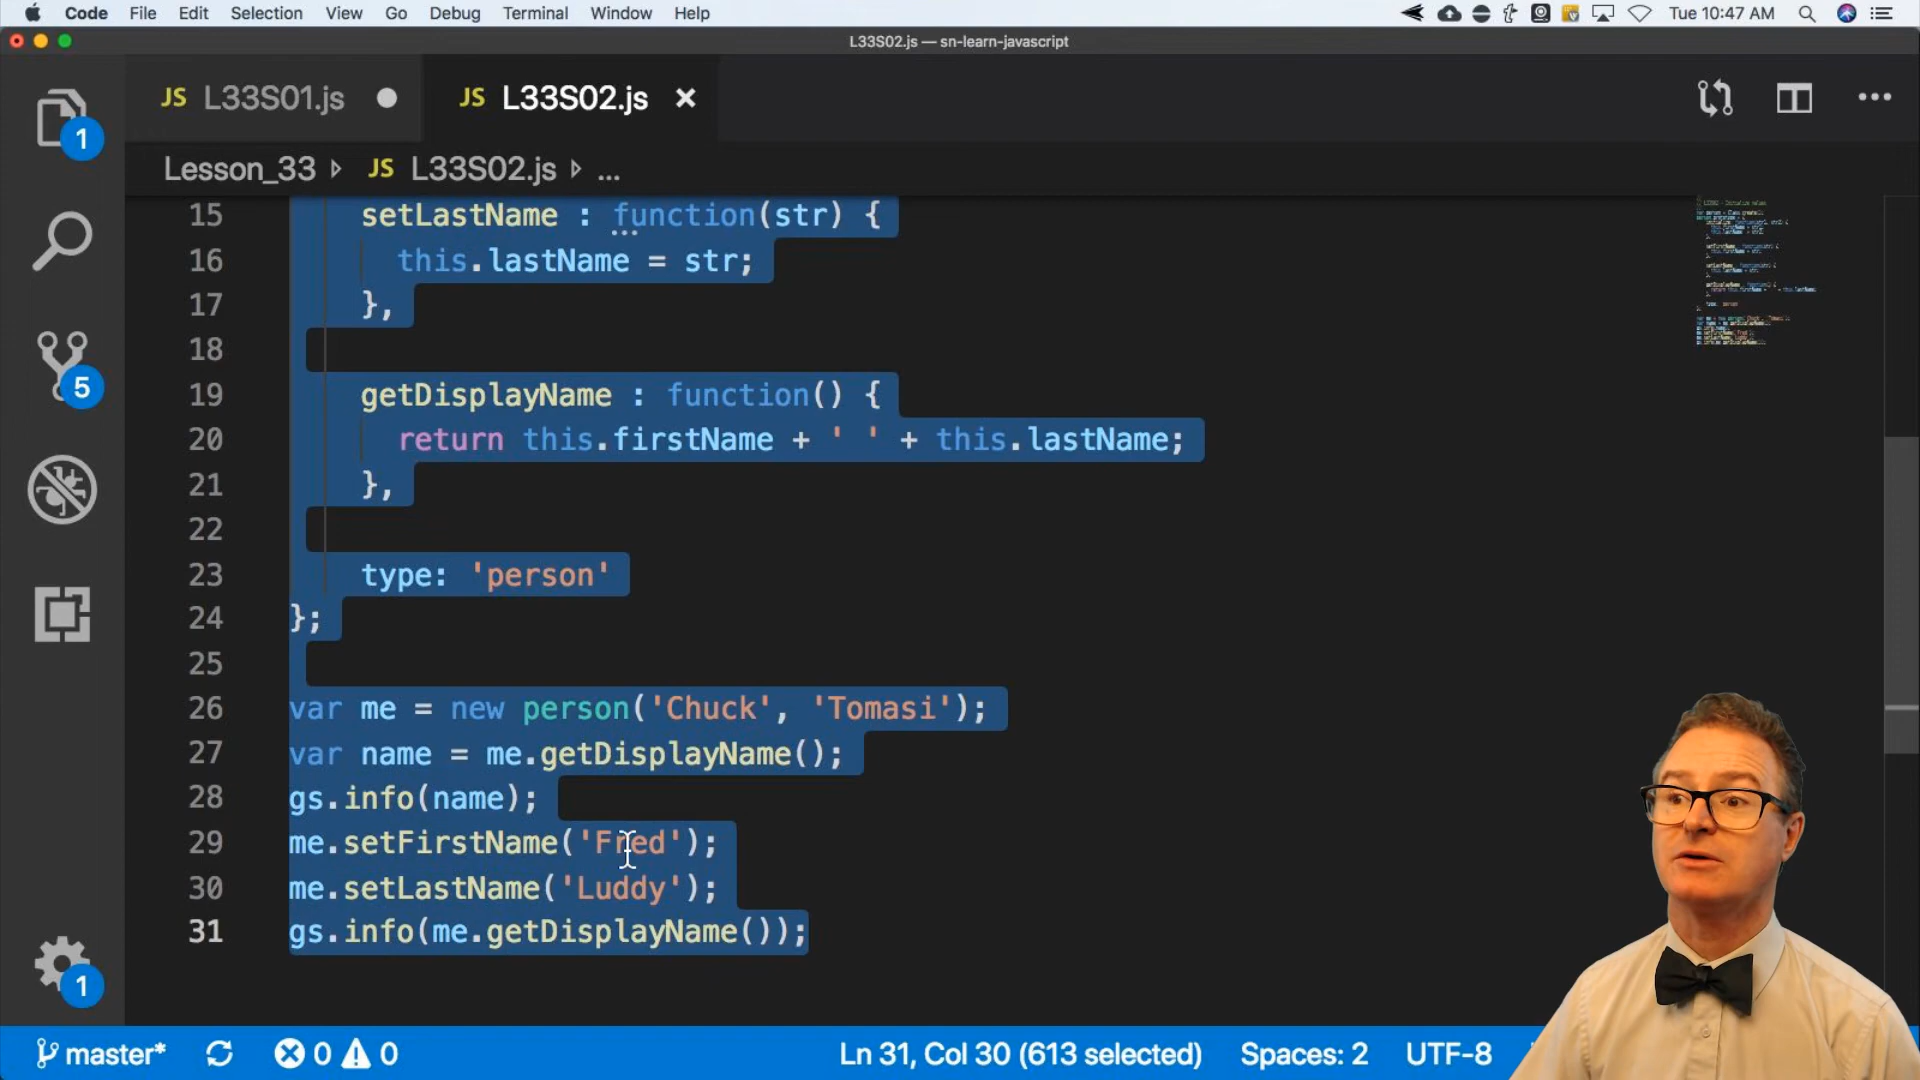 Code File Edit Selection View Go Debug Terminal Window Help Tue 10:47 AM
L33S02.js — sn-learn-javascript
JS L33S01.js JS L33S02.js
Lesson_33 JS L33S02.js ...
1
5
1
15 setLastName : function(str) {
16 this.lastName = str;
17 },
18
19 getDisplayName : function() {
20 return this.firstName + ' ' + this.lastName;
21 },
22
23 type: 'person'
24 };
25
26 var me = new person('Chuck', 'Tomasi');
27 var name = me.getDisplayName();
28 gs.info(name);
29 me.setFirstName('Fred');
30 me.setLastName('Luddy');
31 gs.info(me.getDisplayName());
master* 0 0 Ln 31, Col 30 (613 selected) Spaces: 2 UTF-8